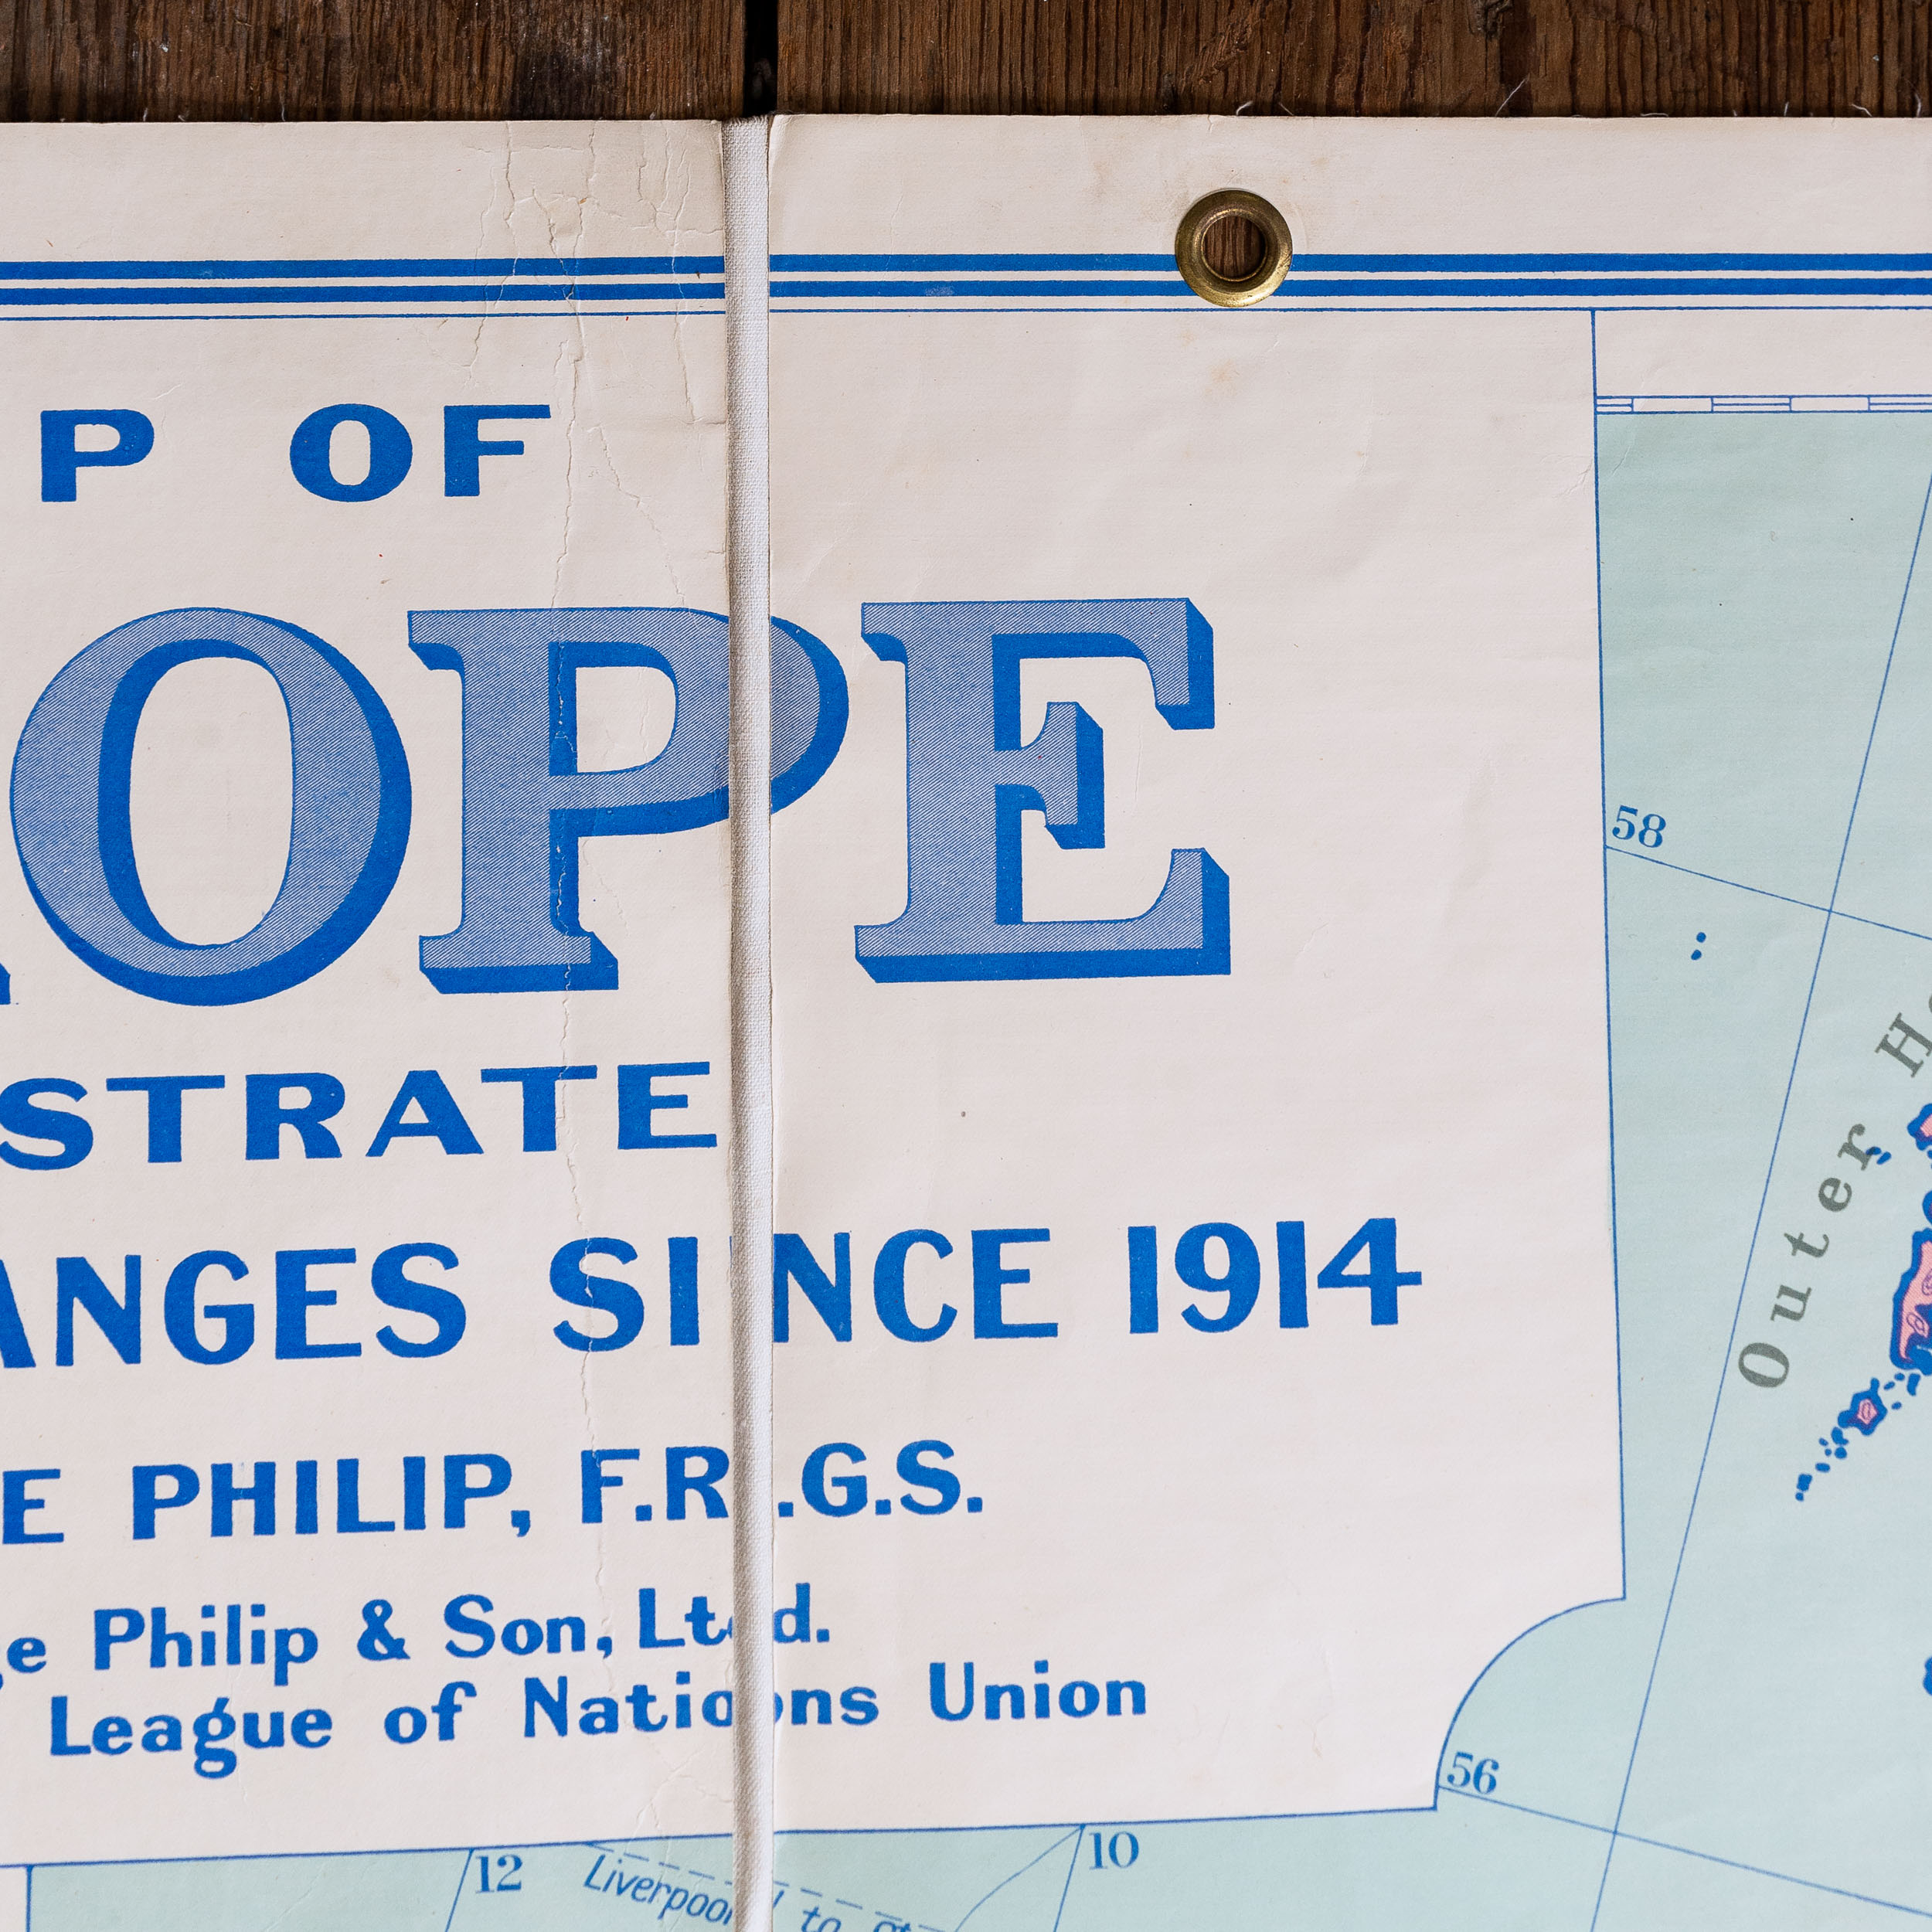 P OF
OPE
STRATE
ANGES SINCE 1914
E PHILIP, F.R.G.S.
e Philip & Son, Ltd.
League of Nations Union
58
Outer
56
12
10
Liverpool to